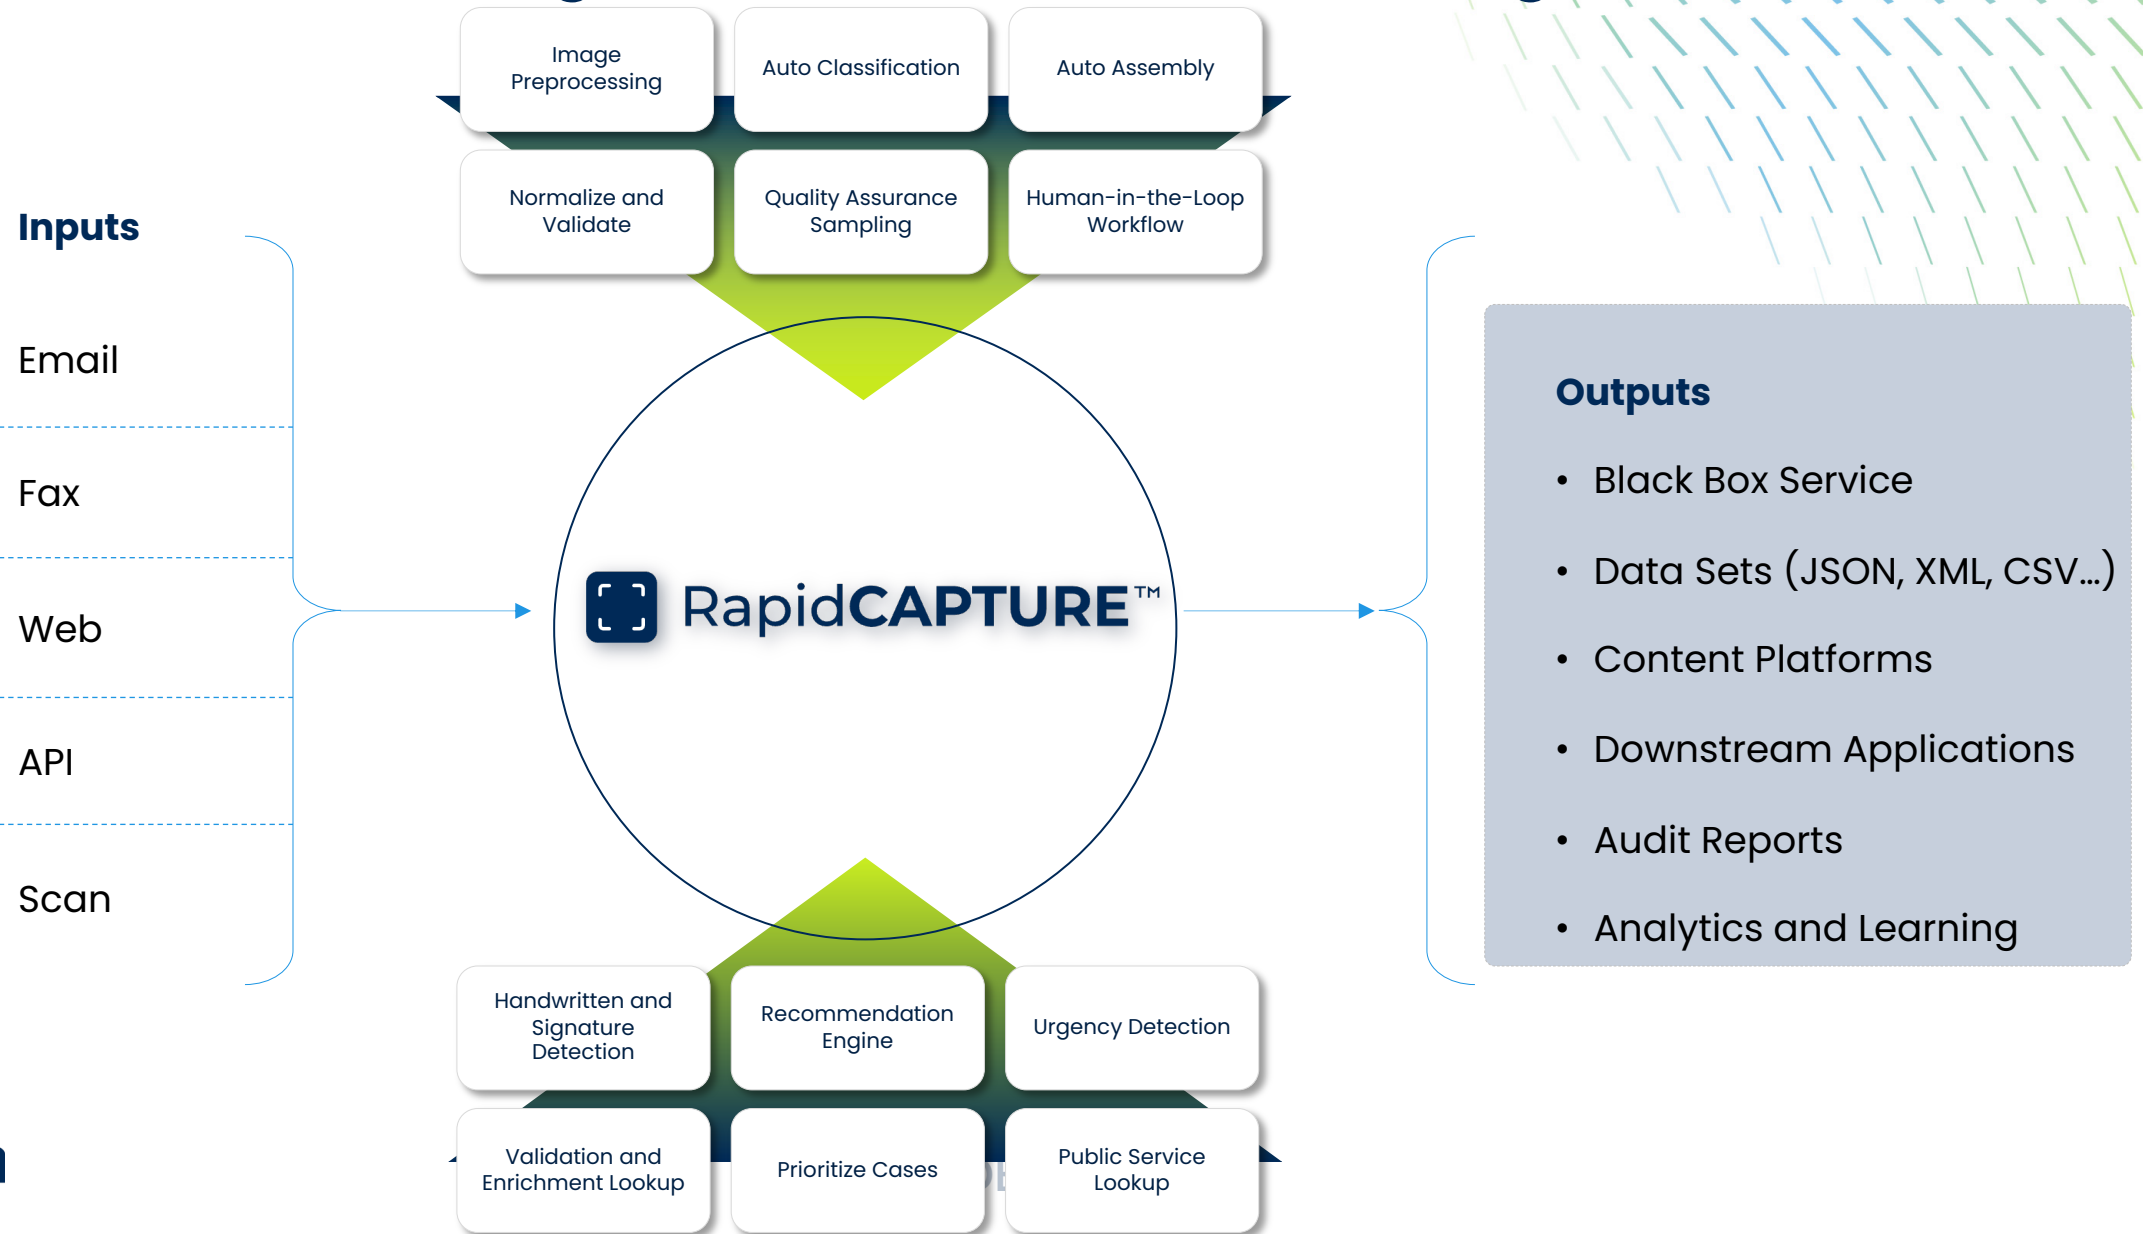 Image
Preprocessing
Auto Classification
Auto Assembly
Normalize and
Validate
Quality Assurance
Sampling
Human-in-the-Loop
Workflow
Inputs
Email
Fax
Web
API
Scan
RapidCAPTURE™
Outputs
• Black Box Service
• Data Sets (JSON, XML, CSV...)
• Content Platforms
• Downstream Applications
• Audit Reports
• Analytics and Learning
Handwritten and
Signature
Detection
Recommendation
Engine
Urgency Detection
Validation and
Enrichment Lookup
Prioritize Cases
Public Service
Lookup